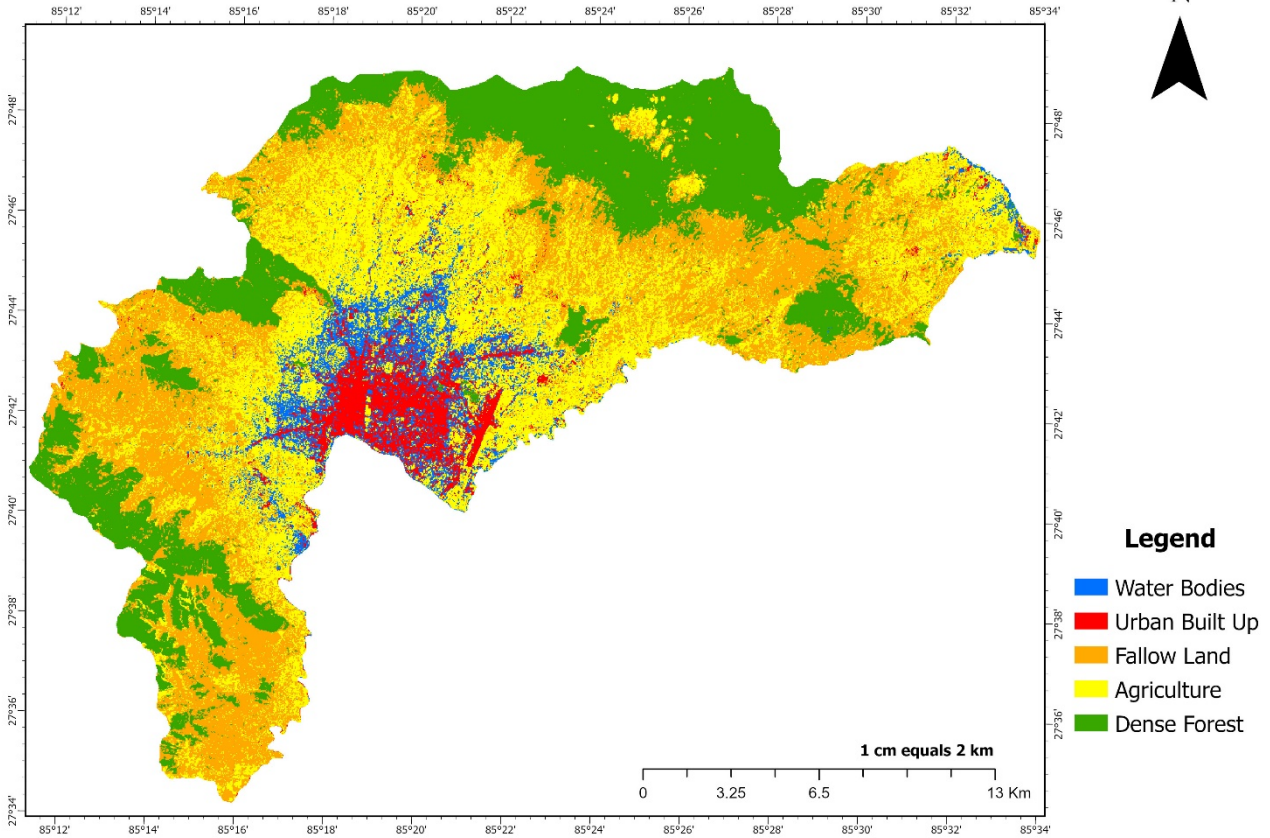 85°12' 85°14' 85°16' 85°18' 85°20' 85°22' 85°24' 85°26' 85°28' 85°30' 85°32' 85°34'
N
27°48' 27°48'
27°46' 27°46'
27°44' 27°44'
27°42' 27°42'
27°40' 27°40'
27°38' 27°38'
27°36' 27°36'
27°34'
Legend
Water Bodies
Urban Built Up
Fallow Land
Agriculture
Dense Forest
1 cm equals 2 km
0 3.25 6.5 13 Km
85°12' 85°14' 85°16' 85°18' 85°20' 85°22' 85°24' 85°26' 85°28' 85°30' 85°32' 85°34'